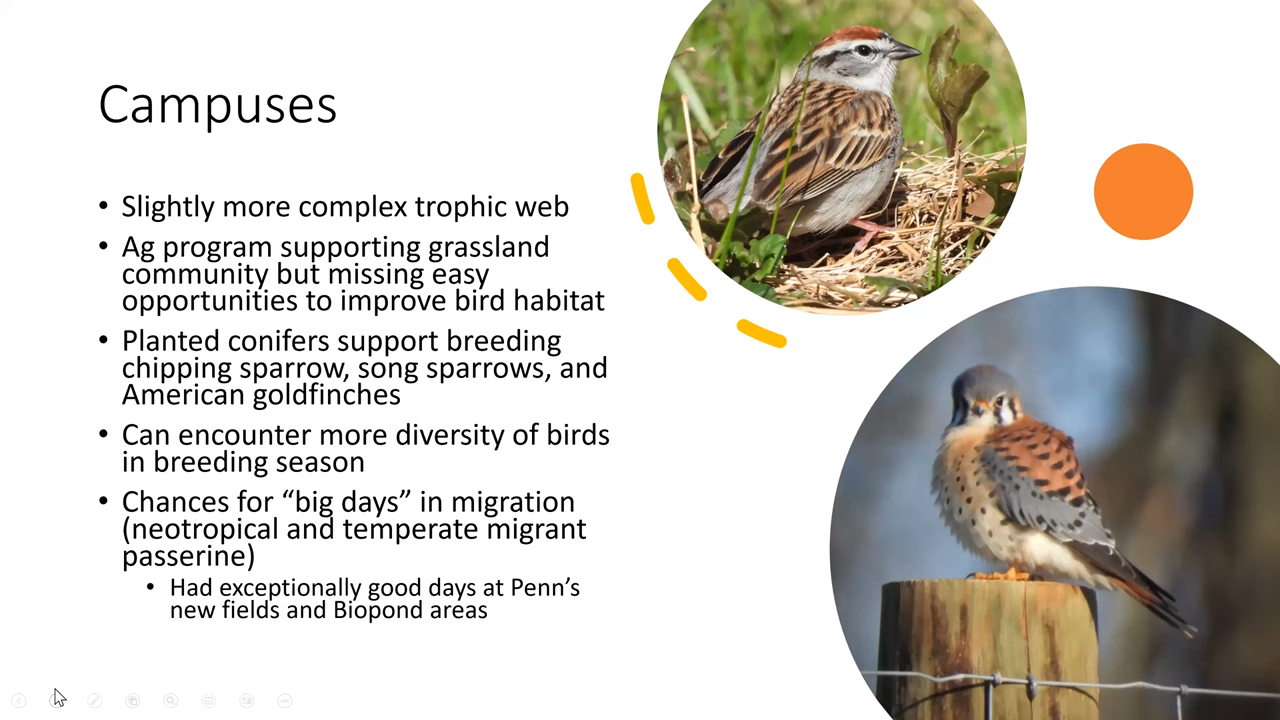 Campuses
• Slightly more complex trophic web
• Ag program supporting grassland
community but missing easy
opportunities to improve bird habitat
• Planted conifers support breeding
chipping sparrow, song sparrows, and
American goldfinches
• Can encounter more diversity of birds
in breeding season
• Chances for “big days” in migration
(neotropical and temperate migrant
passerine)
• Had exceptionally good days at Penn’s
new fields and Biopond areas